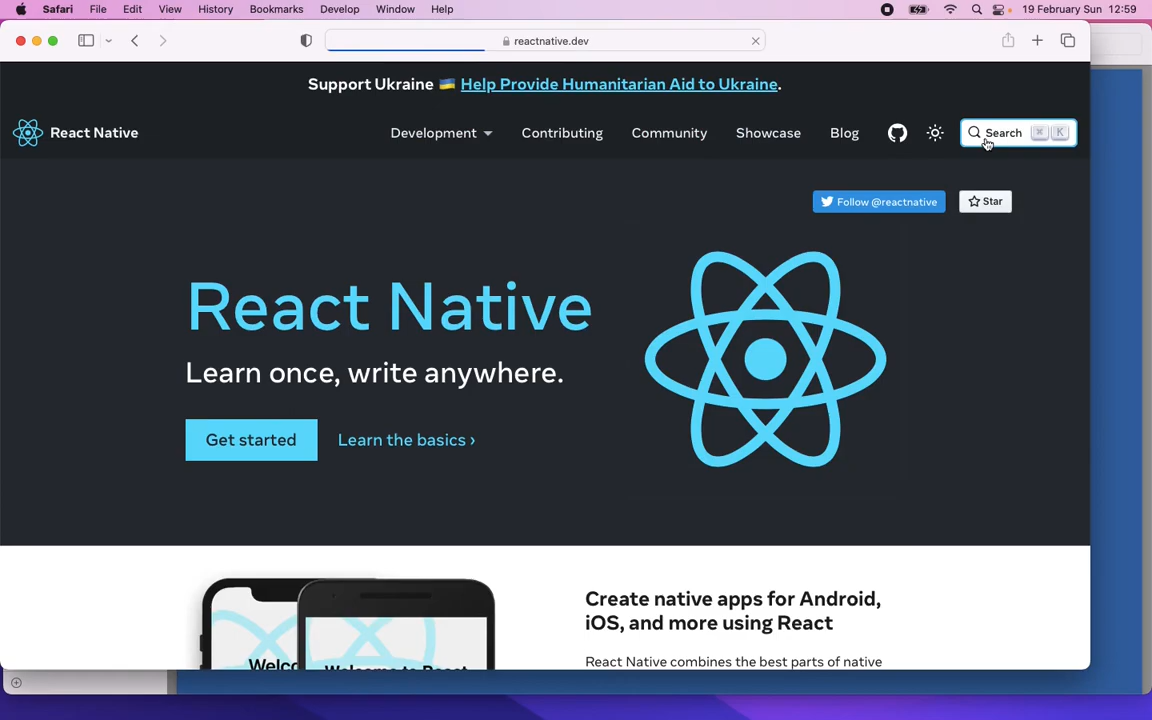 Safari File Edit View History Bookmarks Develop Window Help 19 February Sun 12:59
reactnative.dev
Support Ukraine 🇺🇦 Help Provide Humanitarian Aid to Ukraine.
React Native Development Contributing Community Showcase Blog Search ⌘ K
Follow @reactnative Star
React Native
Learn once, write anywhere.
Get started Learn the basics ›
Create native apps for Android,
iOS, and more using React
React Native combines the best parts of native